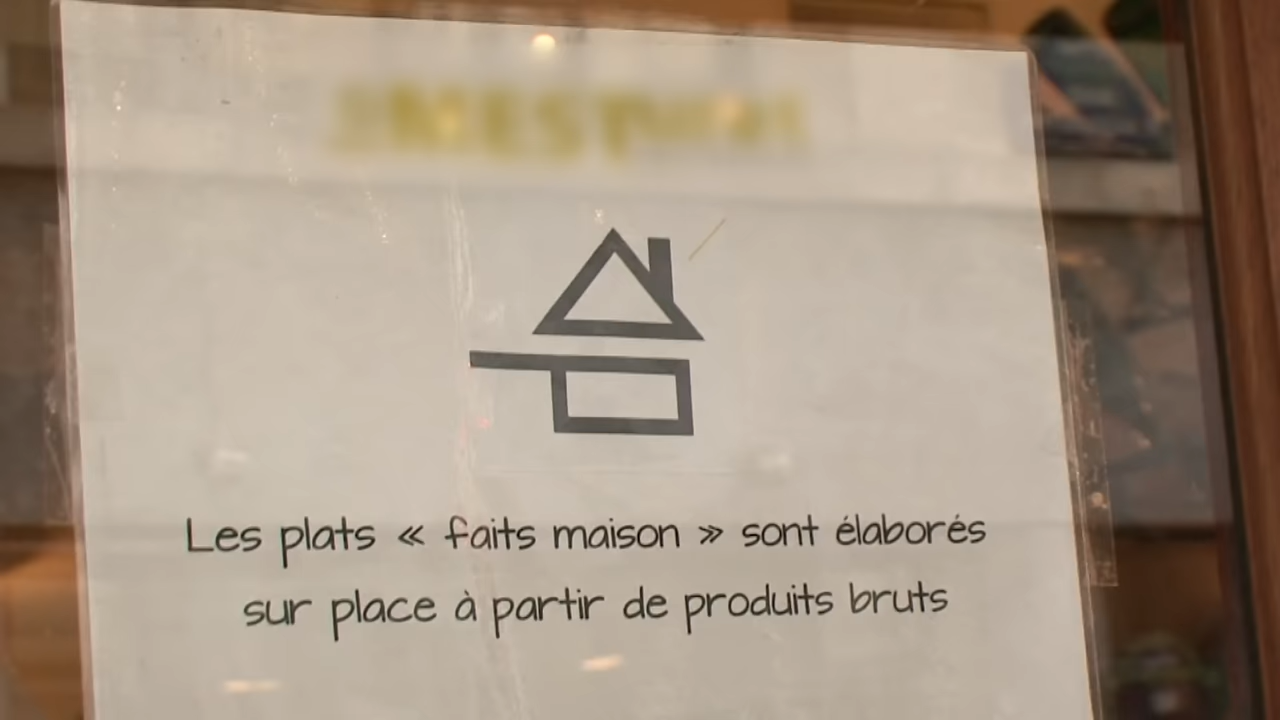 Les plats « faits maison » sont élaborés
sur place à partir de produits bruts